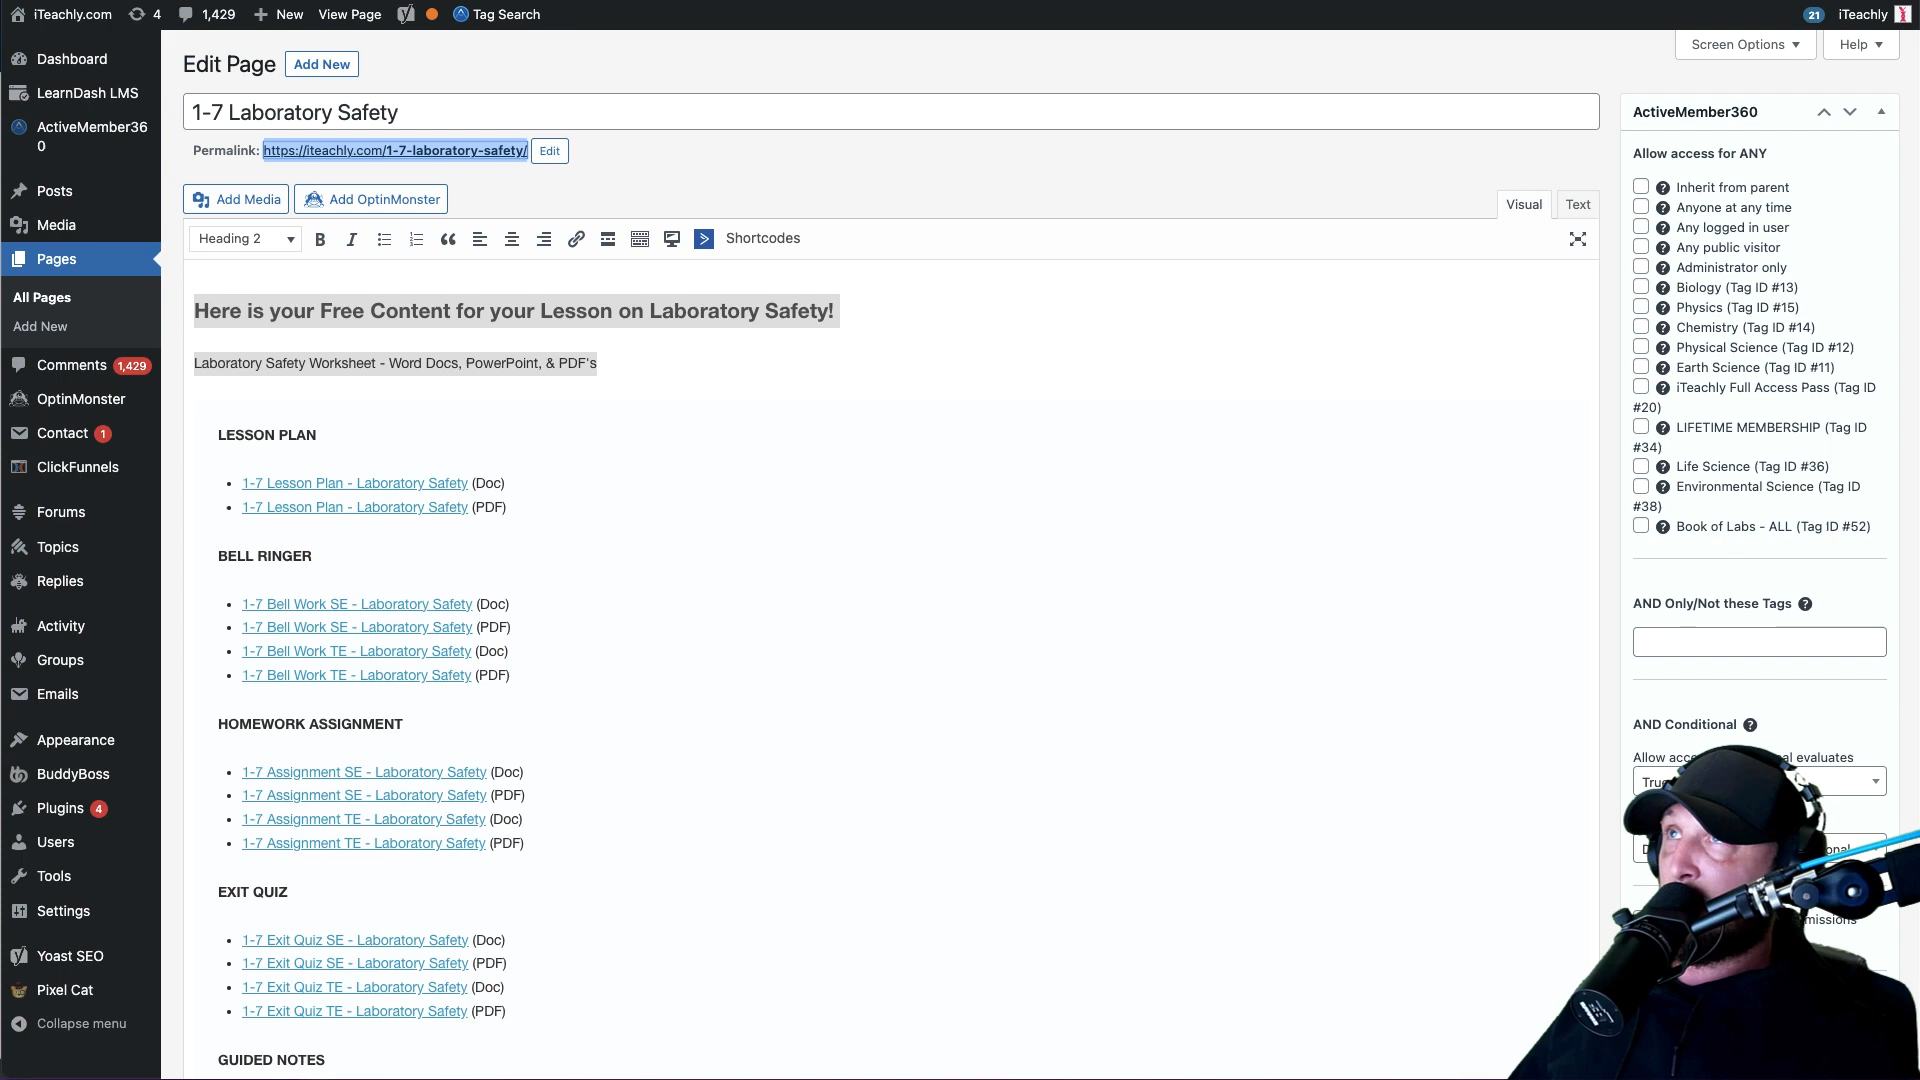 iTeachly.com 4 1,429 New View Page Tag Search 21 iTeachly
Screen Options Help
Dashboard
LearnDash LMS
ActiveMember36
0
Posts
Media
Pages
All Pages
Add New
Comments 1,429
OptinMonster
Contact 1
ClickFunnels
Forums
Topics
Replies
Activity
Groups
Emails
Appearance
BuddyBoss
Plugins 4
Users
Tools
Settings
Yoast SEO
Pixel Cat
Collapse menu
Edit Page Add New
1-7 Laboratory Safety
Permalink: https://iteachly.com/1-7-laboratory-safety/ Edit
Add Media Add OptinMonster
Visual Text
Heading 2 B I Shortcodes
Here is your Free Content for your Lesson on Laboratory Safety!
Laboratory Safety Worksheet - Word Docs, PowerPoint, & PDF's
LESSON PLAN
1-7 Lesson Plan - Laboratory Safety (Doc)
1-7 Lesson Plan - Laboratory Safety (PDF)
BELL RINGER
1-7 Bell Work SE - Laboratory Safety (Doc)
1-7 Bell Work SE - Laboratory Safety (PDF)
1-7 Bell Work TE - Laboratory Safety (Doc)
1-7 Bell Work TE - Laboratory Safety (PDF)
HOMEWORK ASSIGNMENT
1-7 Assignment SE - Laboratory Safety (Doc)
1-7 Assignment SE - Laboratory Safety (PDF)
1-7 Assignment TE - Laboratory Safety (Doc)
1-7 Assignment TE - Laboratory Safety (PDF)
EXIT QUIZ
1-7 Exit Quiz SE - Laboratory Safety (Doc)
1-7 Exit Quiz SE - Laboratory Safety (PDF)
1-7 Exit Quiz TE - Laboratory Safety (Doc)
1-7 Exit Quiz TE - Laboratory Safety (PDF)
GUIDED NOTES
ActiveMember360
Allow access for ANY
Inherit from parent
Anyone at any time
Any logged in user
Any public visitor
Administrator only
Biology (Tag ID #13)
Physics (Tag ID #15)
Chemistry (Tag ID #14)
Physical Science (Tag ID #12)
Earth Science (Tag ID #11)
iTeachly Full Access Pass (Tag ID
#20)
LIFETIME MEMBERSHIP (Tag ID
#34)
Life Science (Tag ID #36)
Environmental Science (Tag ID
#38)
Book of Labs - ALL (Tag ID #52)
AND Only/Not these Tags
AND Conditional
Allow evaluates